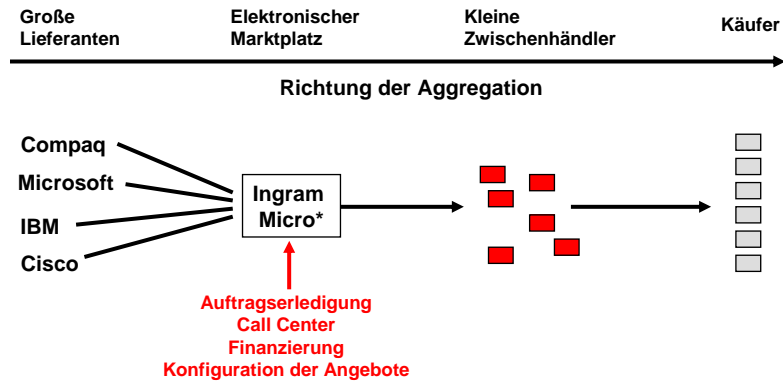 Große
Lieferanten
Elektronischer
Marktplatz
Kleine
Zwischenhändler
Käufer
Richtung der Aggregation
Compaq
Microsoft
IBM
Cisco
Ingram
Micro*
Auftragserledigung
Call Center
Finanzierung
Konfiguration der Angebote